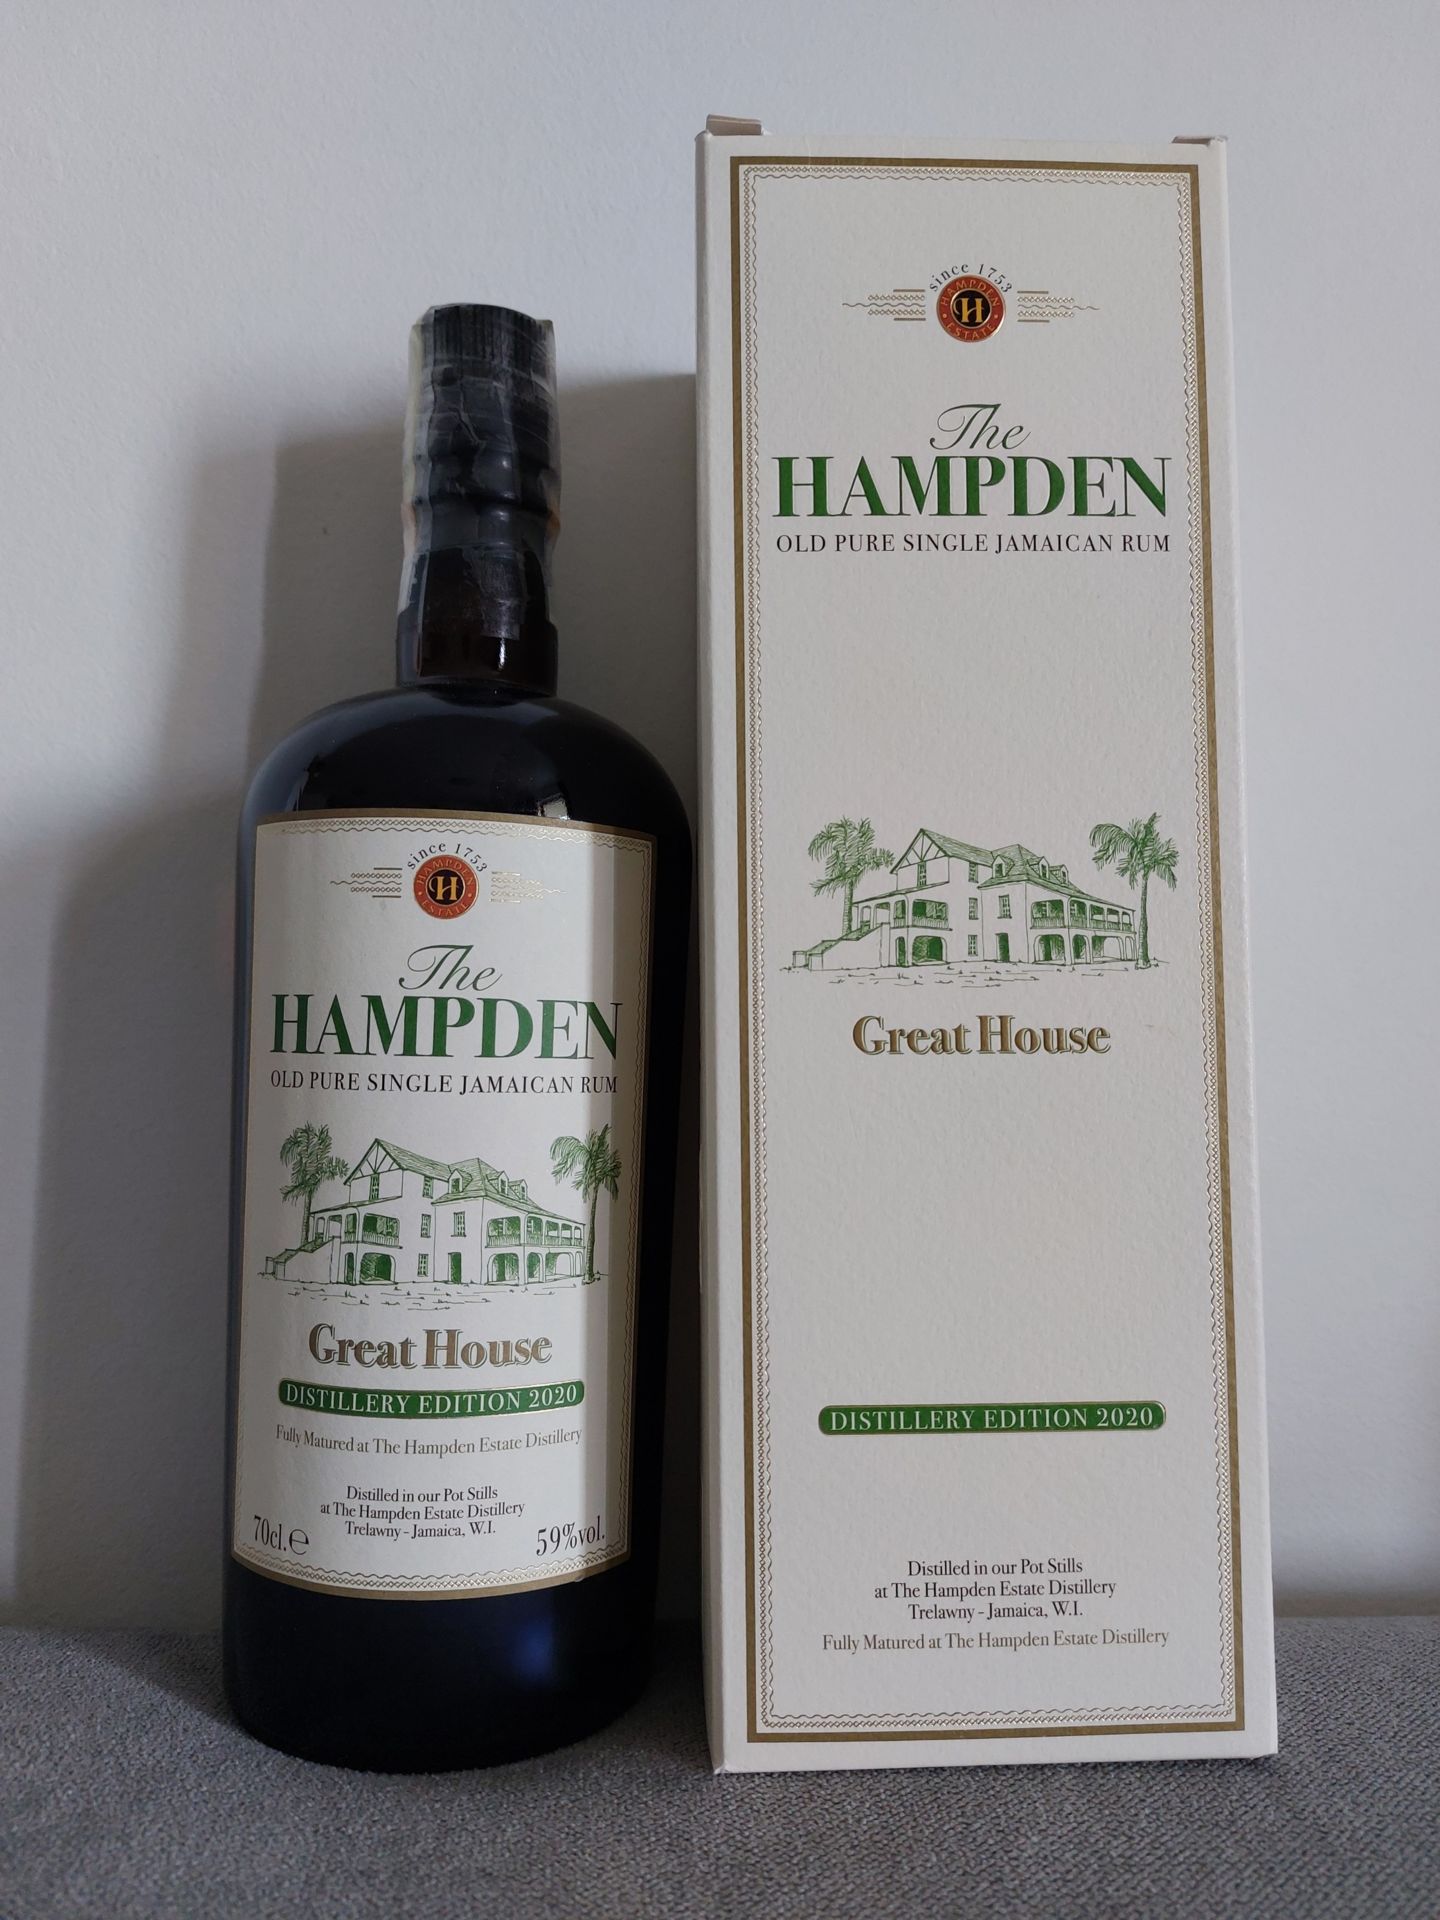 since 1753
HAMPDEN
H
ESTATE
The
HAMPDEN
OLD PURE SINGLE JAMAICAN RUM
Great House
DISTILLERY EDITION 2020
Fully Matured at The Hampden Estate Distillery
Distilled in our Pot Stills
at The Hampden Estate Distillery
Trelawny - Jamaica, W.I.
70cl.e
59%vol.
since 1753
HAMPDEN
H
ESTATE
The
HAMPDEN
OLD PURE SINGLE JAMAICAN RUM
Great House
DISTILLERY EDITION 2020
Distilled in our Pot Stills
at The Hampden Estate Distillery
Trelawny - Jamaica, W.I.
Fully Matured at The Hampden Estate Distillery